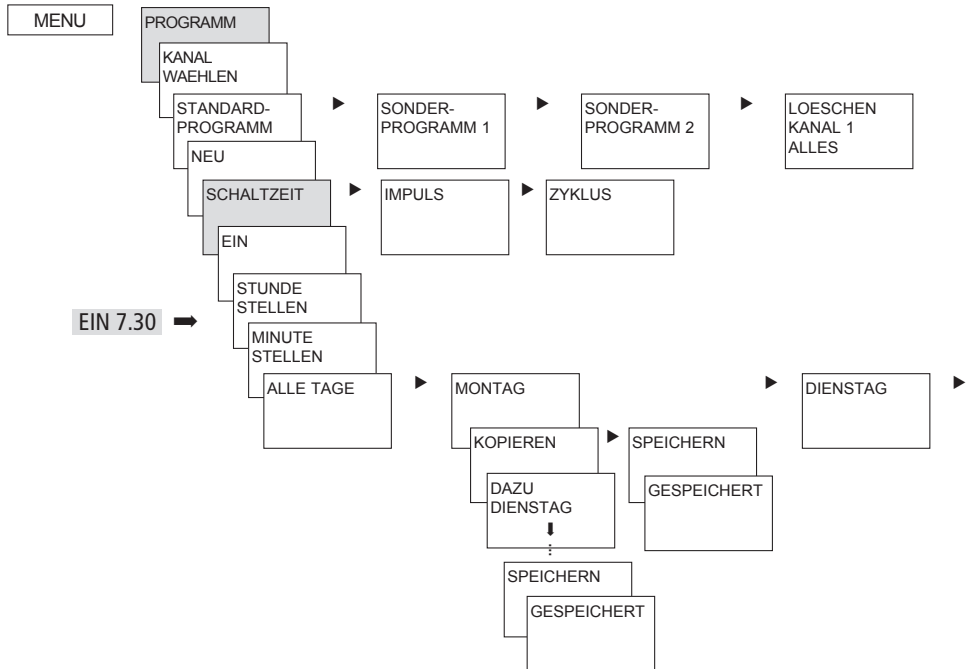 MENU
PROGRAMM
KANAL
WAEHLEN
STANDARD-
PROGRAMM
SONDER-
PROGRAMM 1
SONDER-
PROGRAMM 2
LOESCHEN
KANAL 1
ALLES
NEU
SCHALTZEIT
IMPULS
ZYKLUS
EIN
STUNDE
STELLEN
EIN 7.30
MINUTE
STELLEN
ALLE TAGE
MONTAG
DIENSTAG
KOPIEREN
SPEICHERN
DAZU
DIENSTAG
GESPEICHERT
SPEICHERN
GESPEICHERT